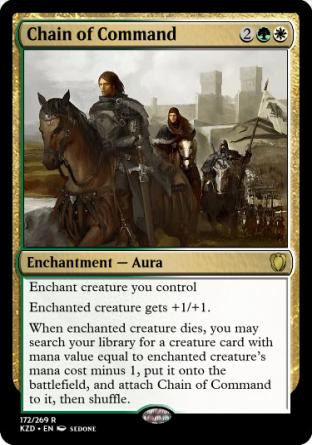 Chain of Command 2
Enchantment — Aura
Enchant creature you control
Enchanted creature gets +1/+1.
When enchanted creature dies, you may
search your library for a creature card with
mana value equal to enchanted creature's
mana cost minus 1, put it onto the
battlefield, and attach Chain of Command
to it, then shuffle.
172/269 R
KZD • EN SEDONE